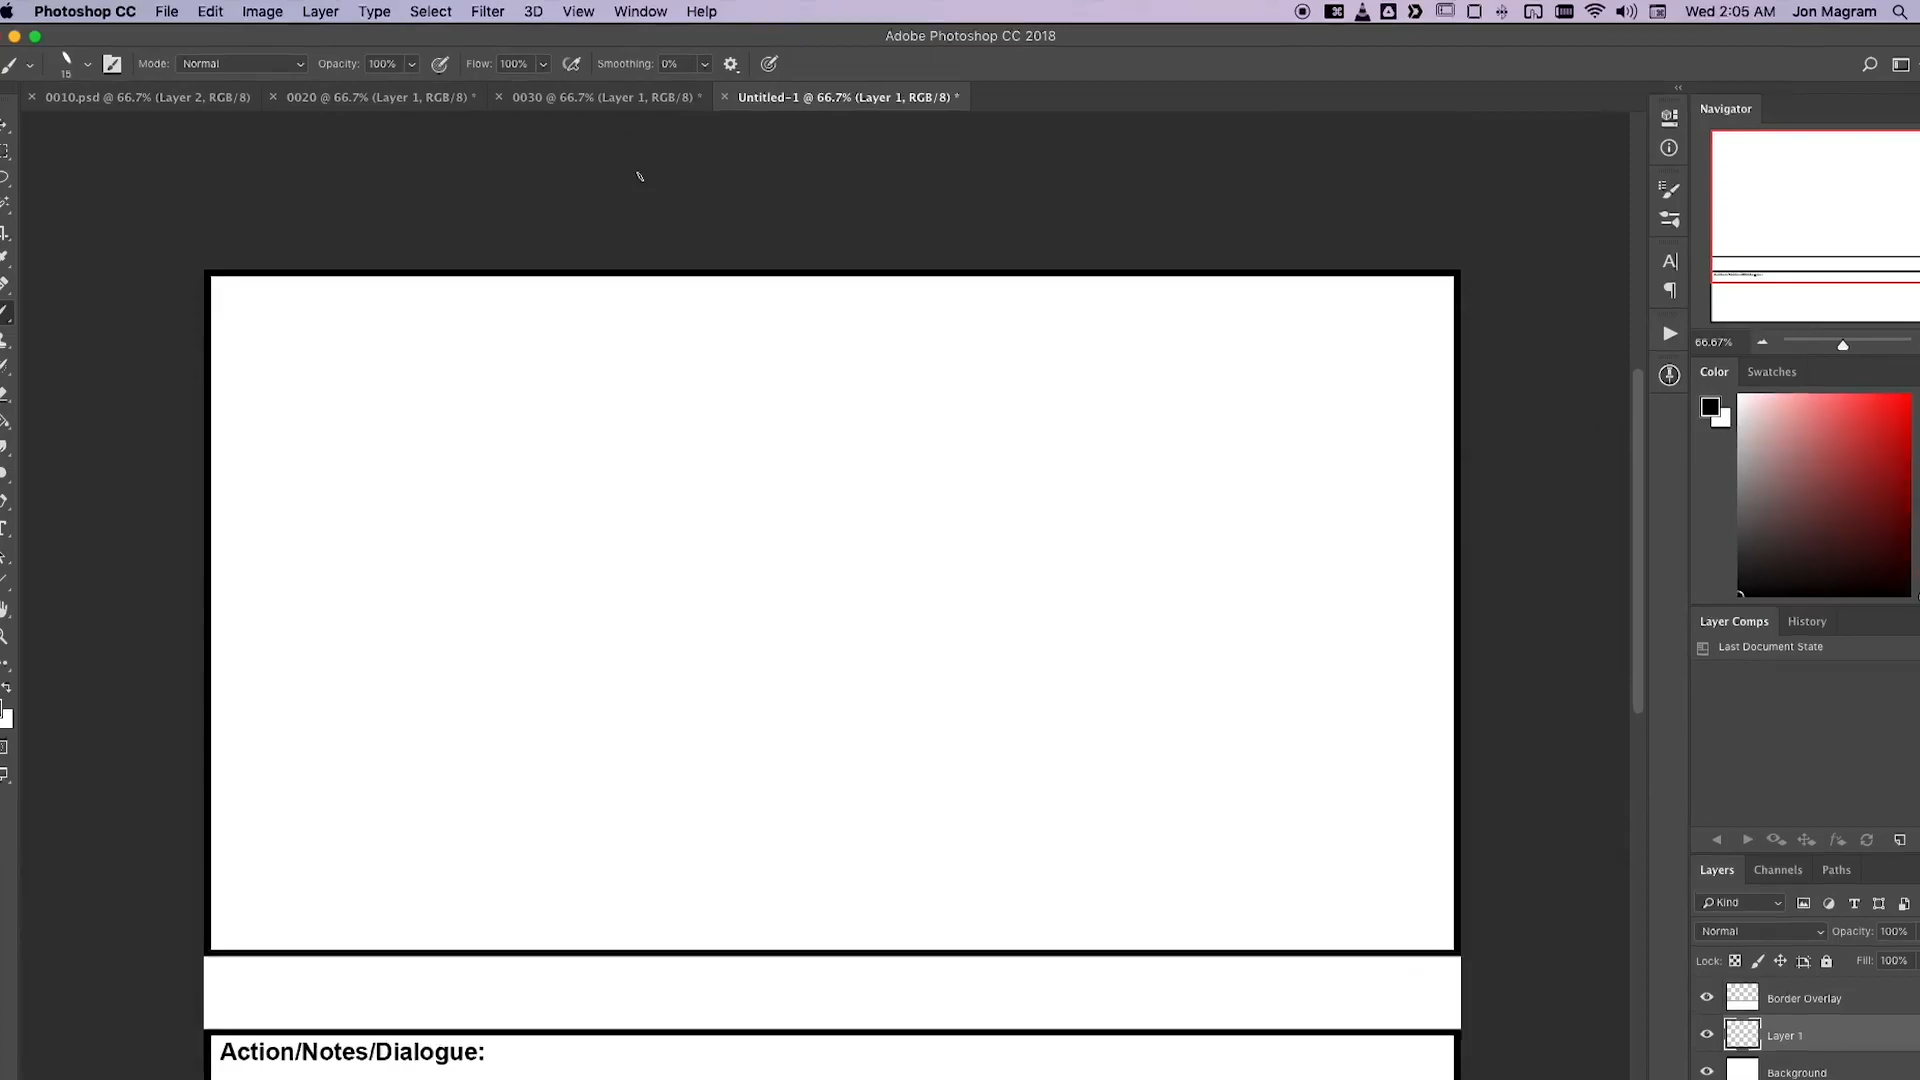 Photoshop CC File Edit Image Layer Type Select Filter 3D View Window Help Wed 2:05 AM Jon Magram
Adobe Photoshop CC 2018
15 Mode: Normal Opacity: 100% Flow: 100% Smoothing: 0%
0010.psd @ 66.7% (Layer 2, RGB/8) 0020 @ 66.7% (Layer 1, RGB/8) * 0030 @ 66.7% (Layer 1, RGB/8) * Untitled-1 @ 66.7% (Layer 1, RGB/8) *
Navigator
66.67%
Color Swatches
Layer Comps History
Last Document State
Layers Channels Paths
Kind
Normal Opacity: 100%
Lock: Fill: 100%
Border Overlay
Layer 1
Background
Action/Notes/Dialogue: